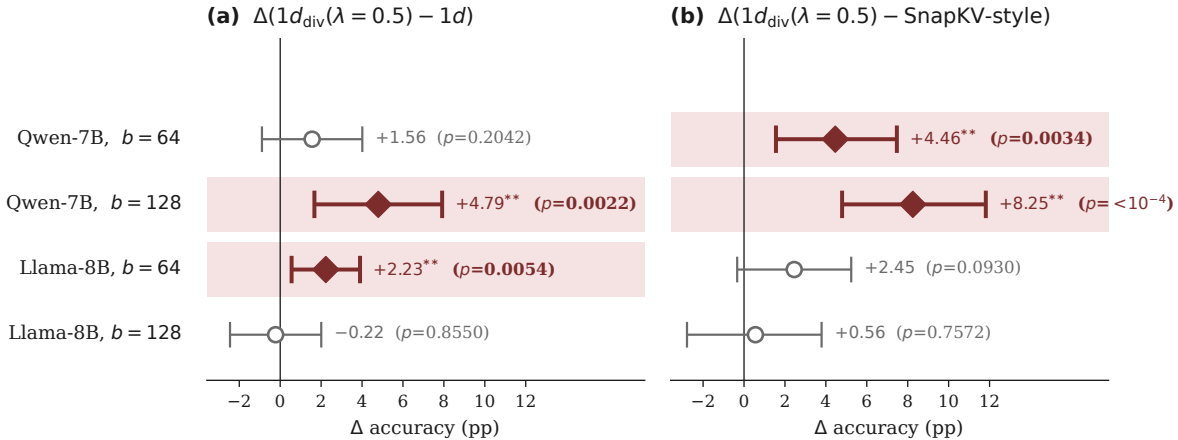 (a) Δ(1d_div(λ = 0.5) − 1d)
(b) Δ(1d_div(λ = 0.5) − SnapKV-style)
Qwen-7B, b = 64
+1.56 (p=0.2042)
+4.46** (p=0.0034)
Qwen-7B, b = 128
+4.79** (p=0.0022)
+8.25** (p= <10⁻⁴)
Llama-8B, b = 64
+2.23** (p=0.0054)
+2.45 (p=0.0930)
Llama-8B, b = 128
−0.22 (p=0.8550)
+0.56 (p=0.7572)
−2 0 2 4 6 8 10 12
−2 0 2 4 6 8 10 12
Δ accuracy (pp)
Δ accuracy (pp)